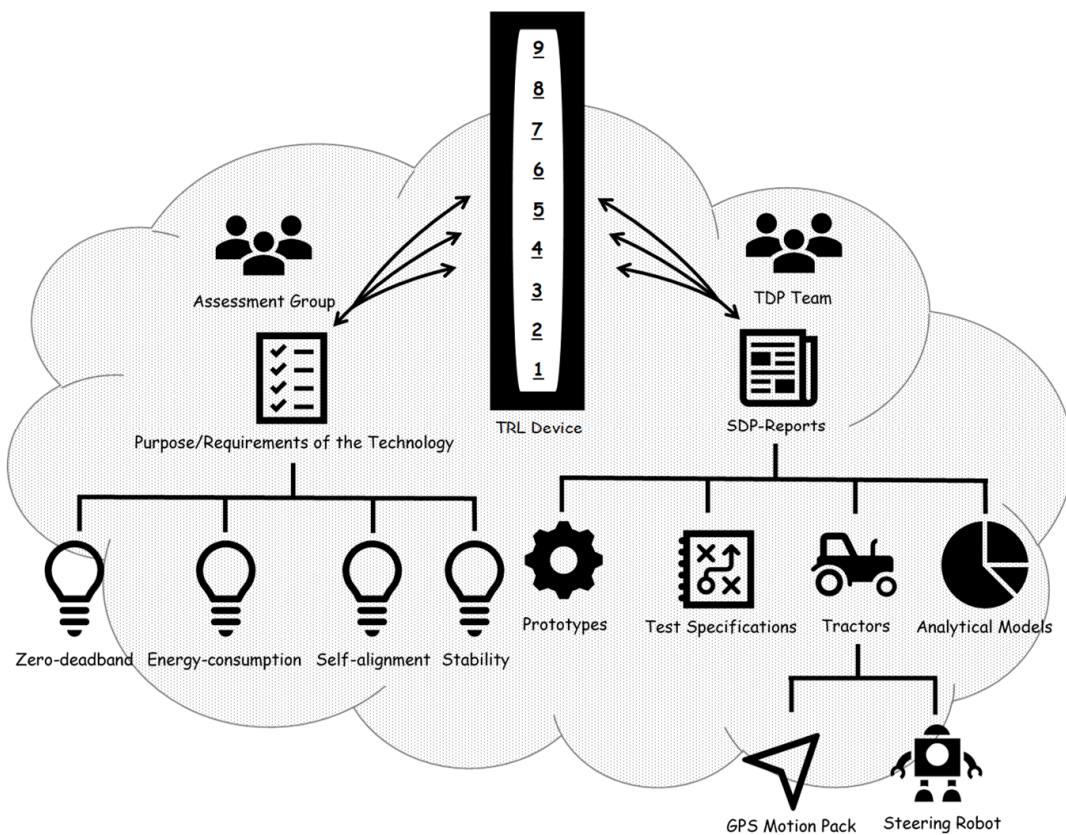 9
8
7
6
5
4
3
2
1
TRL Device
Assessment Group
Purpose/Requirements of the Technology
Zero-deadband
Energy-consumption
Self-alignment
Stability
TDP Team
SDP-Reports
Prototypes
Test Specifications
Tractors
Analytical Models
GPS Motion Pack
Steering Robot